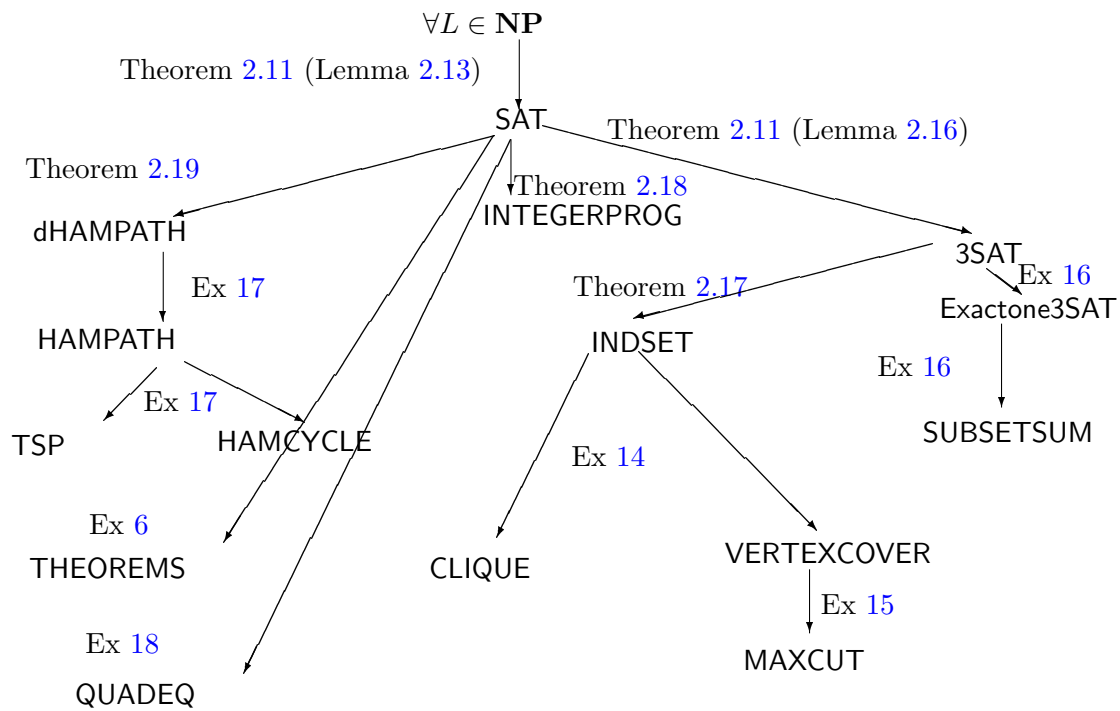 ∀L ∈ NP
Theorem 2.11 (Lemma 2.13)
SAT
Theorem 2.11 (Lemma 2.16)
Theorem 2.19
Theorem 2.18
INTEGERPROG
dHAMPATH
3SAT
Ex 16
Ex 17
Theorem 2.17
Exactone3SAT
HAMPATH
INDSET
Ex 16
Ex 17
TSP
HAMCYCLE
SUBSETSUM
Ex 14
Ex 6
THEOREMS
CLIQUE
VERTEXCOVER
Ex 15
Ex 18
MAXCUT
QUADEQ